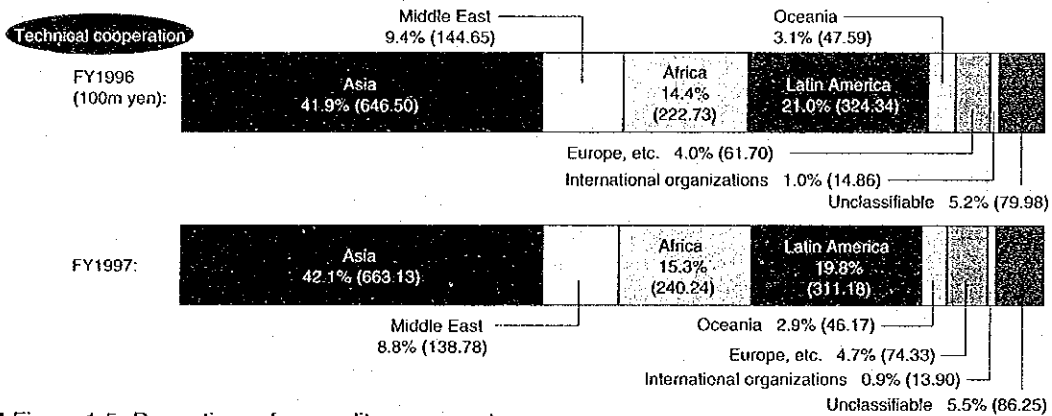 Technical cooperation
Middle East
9.4% (144.65)
Oceania
3.1% (47.59)
FY1996
(100m yen):
Asia
41.9% (646.50)
Africa
14.4%
(222.73)
Latin America
21.0% (324.34)
Europe, etc. 4.0% (61.70)
International organizations 1.0% (14.86)
Unclassifiable 5.2% (79.98)
FY1997:
Asia
42.1% (663.13)
Africa
15.3%
(240.24)
Latin America
19.8%
(311.18)
Middle East
8.8% (138.78)
Oceania 2.9% (46.17)
Europe, etc. 4.7% (74.33)
International organizations 0.9% (13.90)
Unclassifiable 5.5% (86.25)